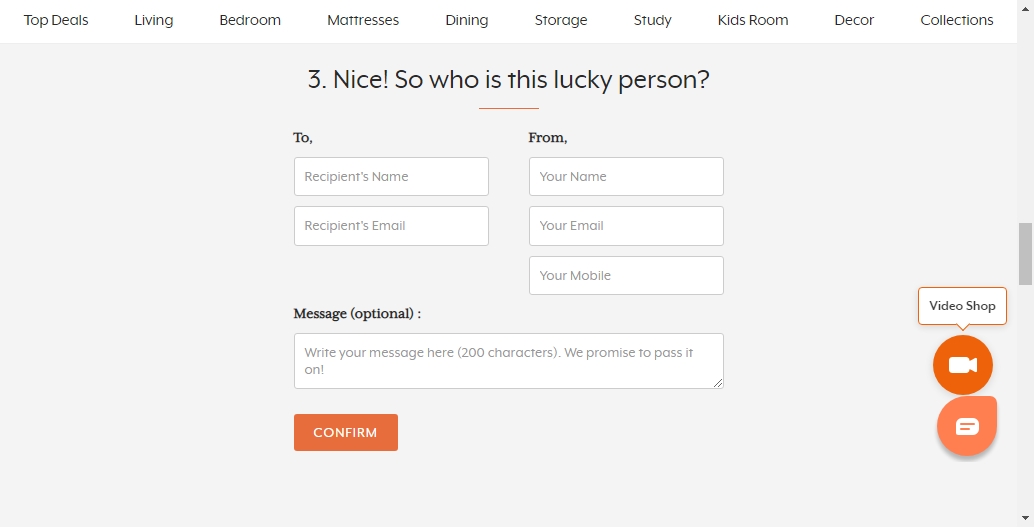 Top Deals Living Bedroom Mattresses Dining Storage Study Kids Room Decor Collections
3. Nice! So who is this lucky person?
To,
From,
Recipient's Name
Your Name
Recipient's Email
Your Email
Your Mobile
Message (optional) :
Write your message here (200 characters). We promise to pass it
on!
CONFIRM
Video Shop